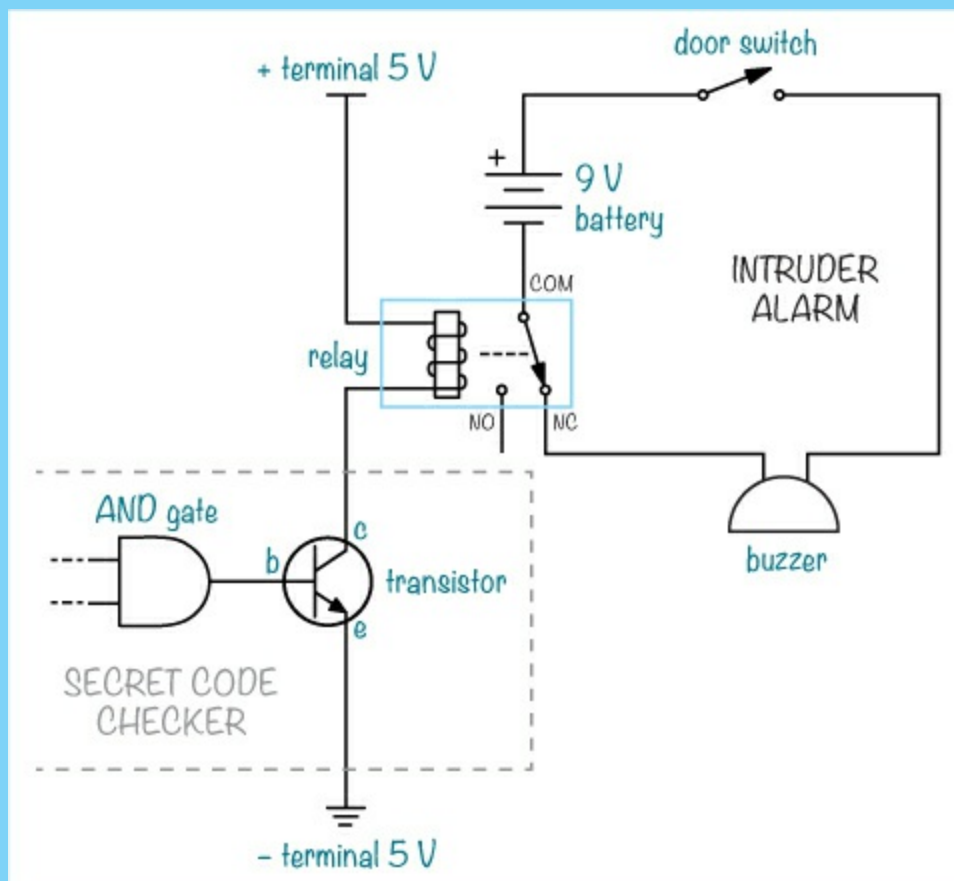 door switch
+ terminal 5 V
+
9 V
battery
COM
INTRUDER
ALARM
relay
NO
NC
AND gate
c
b
transistor
buzzer
e
SECRET CODE
CHECKER
- terminal 5 V